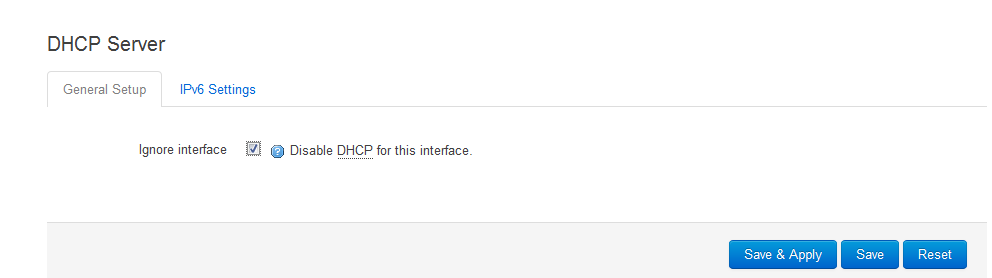 DHCP Server
General Setup IPv6 Settings
Ignore interface Disable DHCP for this interface.
Save & Apply Save Reset